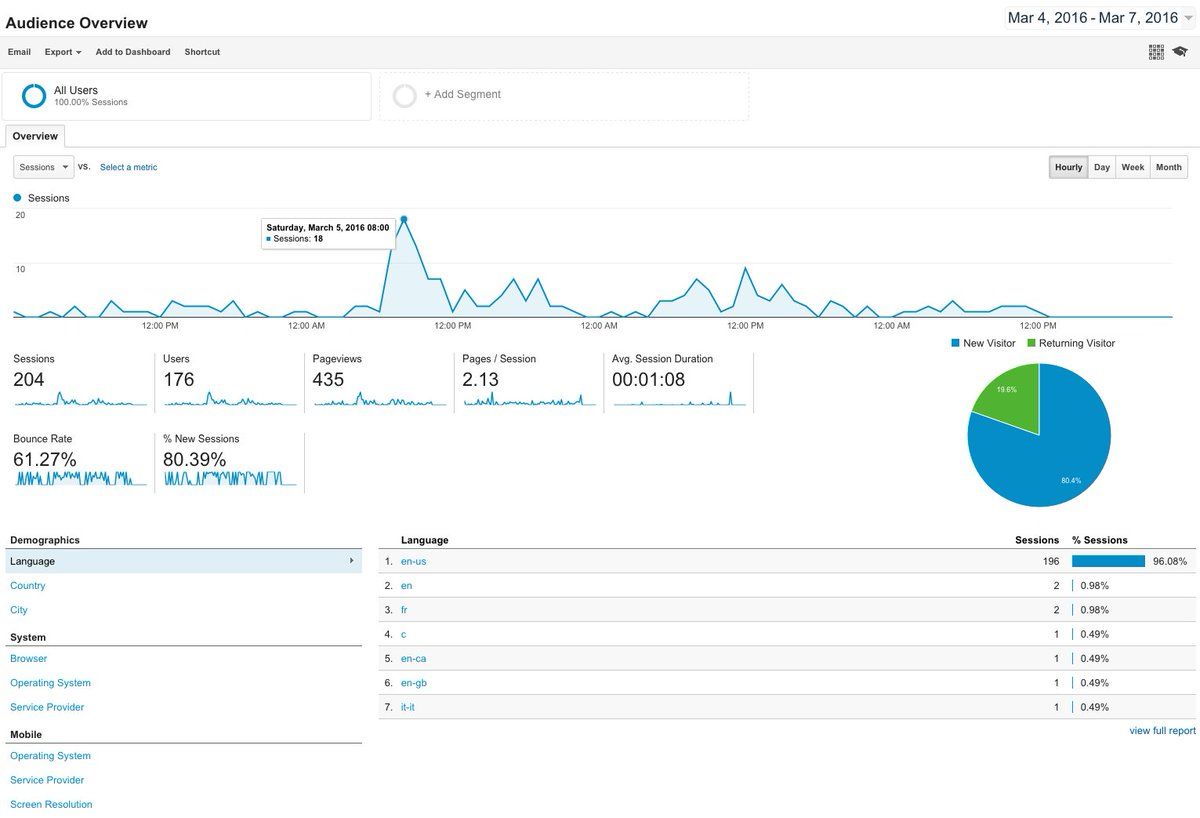 Audience Overview
Mar 4, 2016 - Mar 7, 2016
Email Export Add to Dashboard Shortcut
All Users
100.00% Sessions
+ Add Segment
Overview
Sessions vs. Select a metric
Hourly Day Week Month
Sessions
20
10
Saturday, March 5, 2016 08:00
Sessions: 18
12:00 PM 12:00 AM 12:00 PM 12:00 AM 12:00 PM 12:00 AM 12:00 PM
Sessions
204
Users
176
Pageviews
435
Pages / Session
2.13
Avg. Session Duration
00:01:08
Bounce Rate
61.27%
% New Sessions
80.39%
New Visitor Returning Visitor
19.6%
80.4%
Demographics
Language
Country
City
System
Browser
Operating System
Service Provider
Mobile
Operating System
Service Provider
Screen Resolution
Language Sessions % Sessions
1. en-us 196 96.08%
2. en 2 0.98%
3. fr 2 0.98%
4. c 1 0.49%
5. en-ca 1 0.49%
6. en-gb 1 0.49%
7. it-it 1 0.49%
view full report